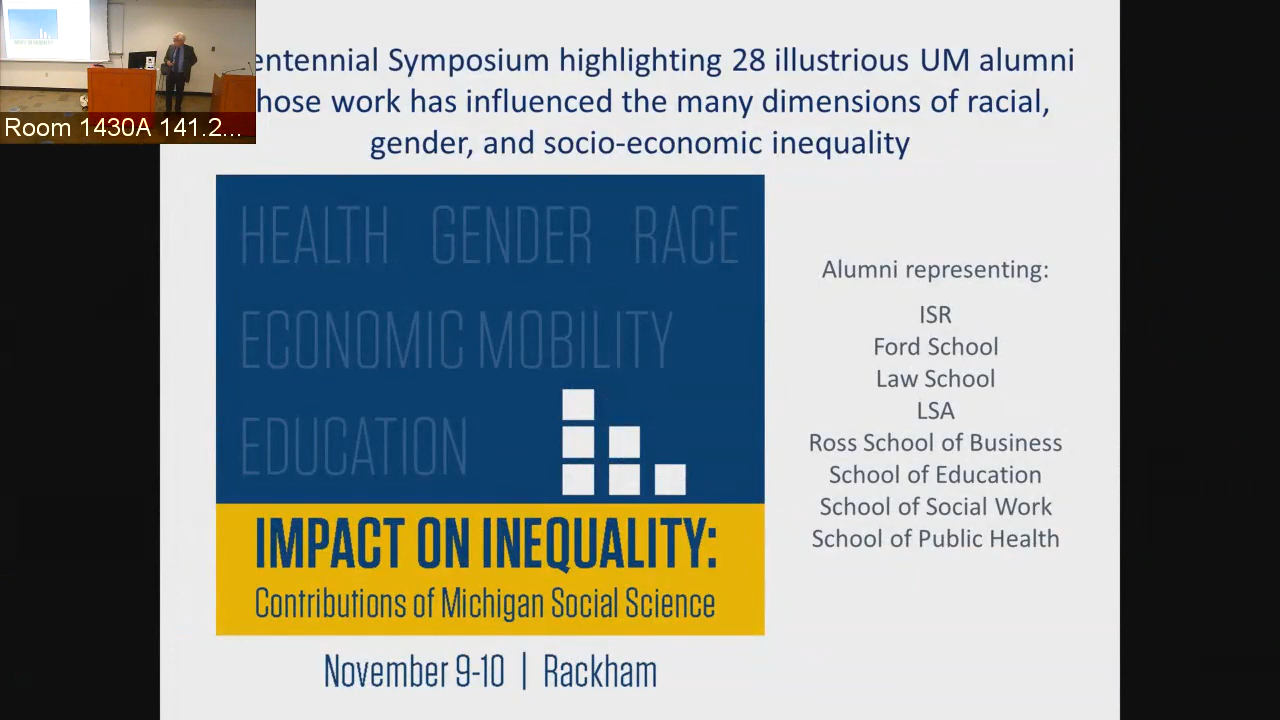 Room 1430A 141.2...
entennial Symposium highlighting 28 illustrious UM alumni
hose work has influenced the many dimensions of racial,
gender, and socio-economic inequality
HEALTH GENDER RACE
ECONOMIC MOBILITY
EDUCATION
IMPACT ON INEQUALITY:
Contributions of Michigan Social Science
November 9-10 | Rackham
Alumni representing:
ISR
Ford School
Law School
LSA
Ross School of Business
School of Education
School of Social Work
School of Public Health